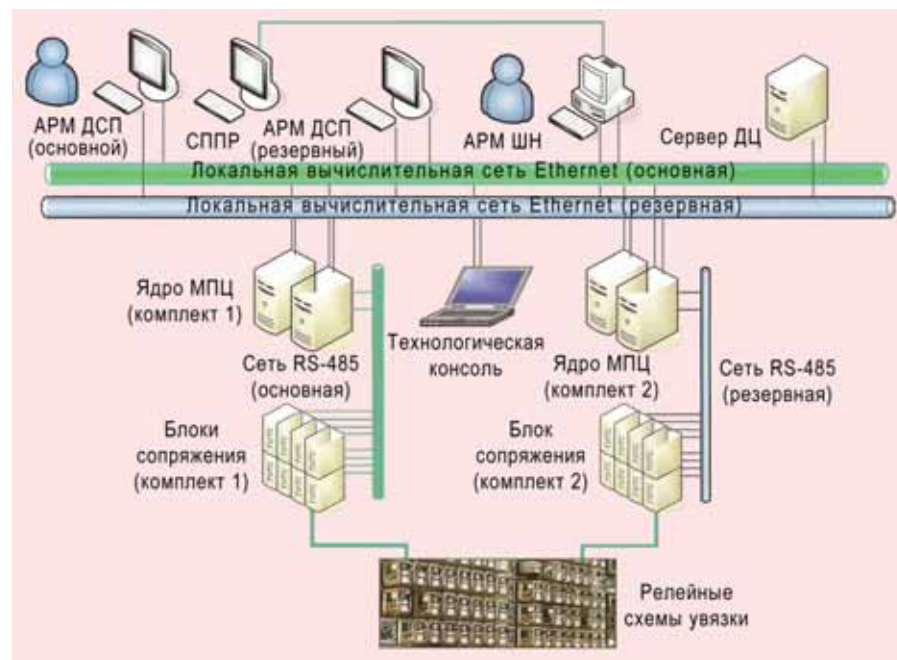 АРМ ДСП
(основной)
СППР
АРМ ДСП
(резервный)
АРМ ШН
Сервер ДЦ
Локальная вычислительная сеть Ethernet (основная)
Локальная вычислительная сеть Ethernet (резервная)
Ядро МПЦ
(комплект 1)
Сеть RS-485
(основная)
Технологическая
консоль
Ядро МПЦ
(комплект 2)
Сеть RS-485
(резервная)
Блоки
сопряжения
(комплект 1)
Блок
сопряжения
(комплект 2)
Релейные
схемы увязки